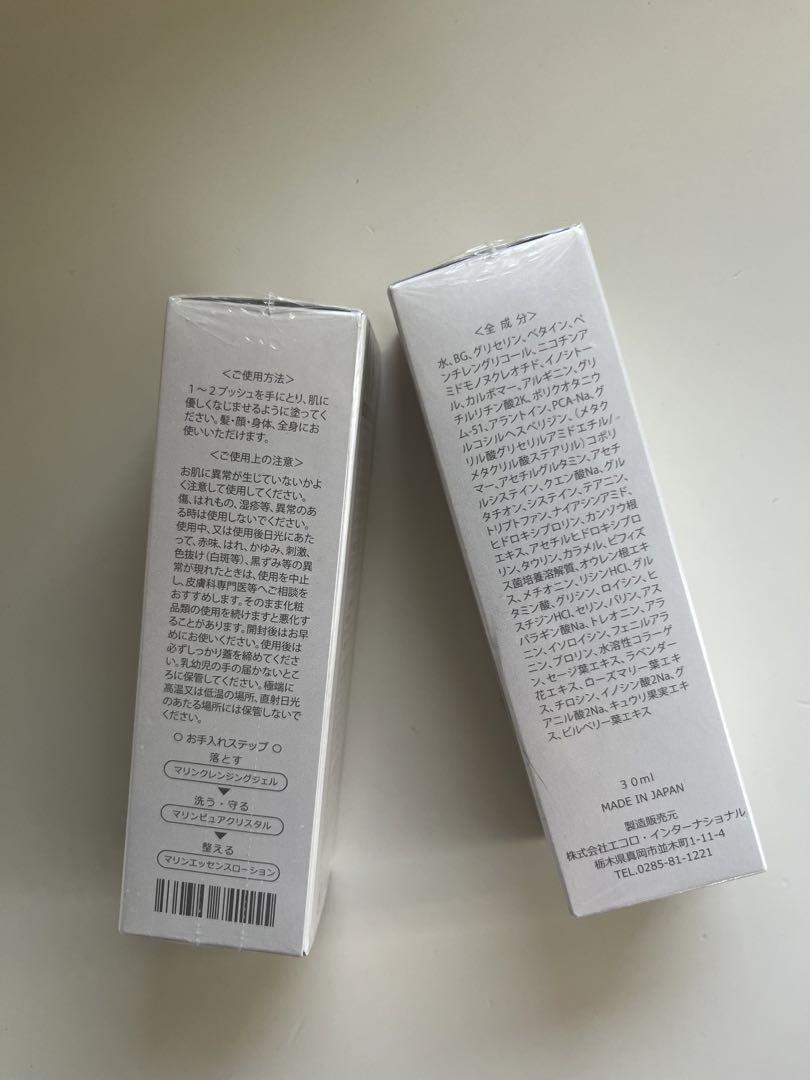 ＜ご使用方法＞
1～2プッシュを手にとり、肌に
優しくなじませるように塗ってく
ださい。髪・顔・身体、全身にお
使いいただけます。
＜ご使用上の注意＞
お肌に異常が生じていないかよ
く注意して使用してください。
傷、はれもの、湿疹等、異常のあ
る時は使用しないでください。
使用中、又は使用後日光にあた
って、赤味、はれ、かゆみ、刺激、
色抜け(白斑等)、黒ずみ等の異
常が現れたときは、使用を中止
し、皮膚科専門医等へご相談を
おすすめします。そのまま化粧
品類の使用を続けますと悪化す
ることがあります。開封後はお早
めにお使いください。使用後は
必ずしっかり蓋を締めてくださ
い。乳幼児の手の届かないとこ
ろに保管してください。極端に
高温又は低温の場所、直射日光
のあたる場所には保管しないで
ください。
○ お手入れステップ ○
落とす
マリンクレンジングジェル
洗う・守る
マリンピュアクリスタル
整える
マリンエッセンスローション
＜全成分＞
水、BG、グリセリン、ベタイン、ペ
ンチレングリコール、ニコチンア
ミドモノヌクレオチド、イノシトー
ル、カルボマー、アルギニン、グリ
チルリチン酸2K、ポリクオタニウ
ム-51、アラントイン、PCA-Na、グ
ルコシルヘスペリジン、(メタク
リル酸グリセリルアミドエチル/
メタクリル酸ステアリル)コポリ
マー、アセチルグルタミン、アセチ
ルシステイン、クエン酸Na、グル
タチオン、システイン、テアニン、
トリプトファン、ナイアシンアミド、
ヒドロキシプロリン、カンゾウ根
エキス、アセチルヒドロキシプロ
リン、タウリン、カラメル、ビフィズ
ス菌培養溶解質、オウレン根エキ
ス、メチオニン、リシンHCl、グル
タミン酸、グリシン、ロイシン、ヒ
スチジンHCl、セリン、バリン、アス
パラギン酸Na、トレオニン、アラ
ニン、イソロイシン、フェニルアラ
ニン、プロリン、水溶性コラーゲ
ン、セージ葉エキス、ラベンダー
花エキス、ローズマリー葉エキ
ス、チロシン、イノシン酸2Na、グ
アニル酸2Na、キュウリ果実エキ
ス、ビルベリー葉エキス
30ml
MADE IN JAPAN
製造販売元
株式会社エコロ・インターナショナル
栃木県真岡市並木町1-11-4
TEL.0285-81-1221